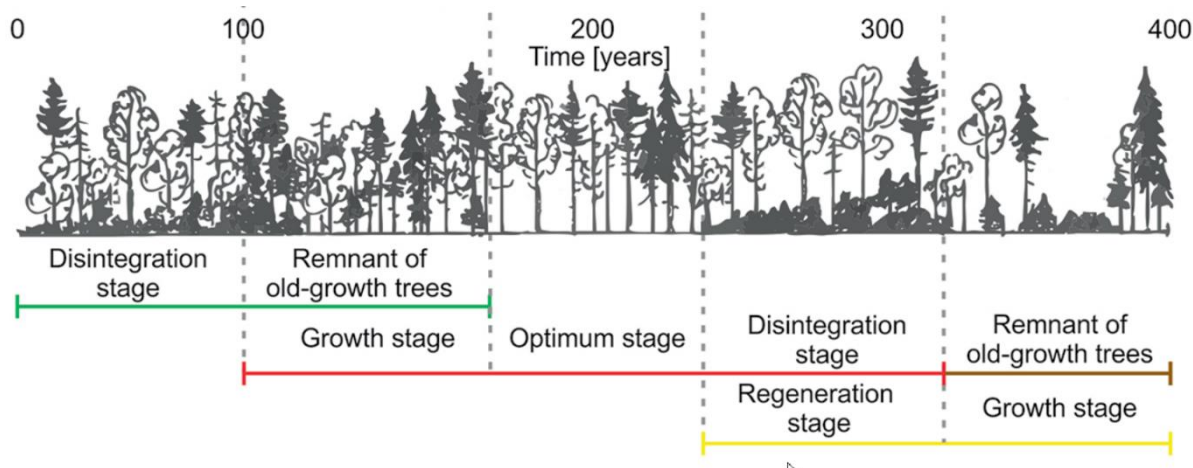 0 100 200 300 400
Time [years]
Disintegration stage
Remnant of old-growth trees
Growth stage
Optimum stage
Disintegration stage
Remnant of old-growth trees
Regeneration stage
Growth stage